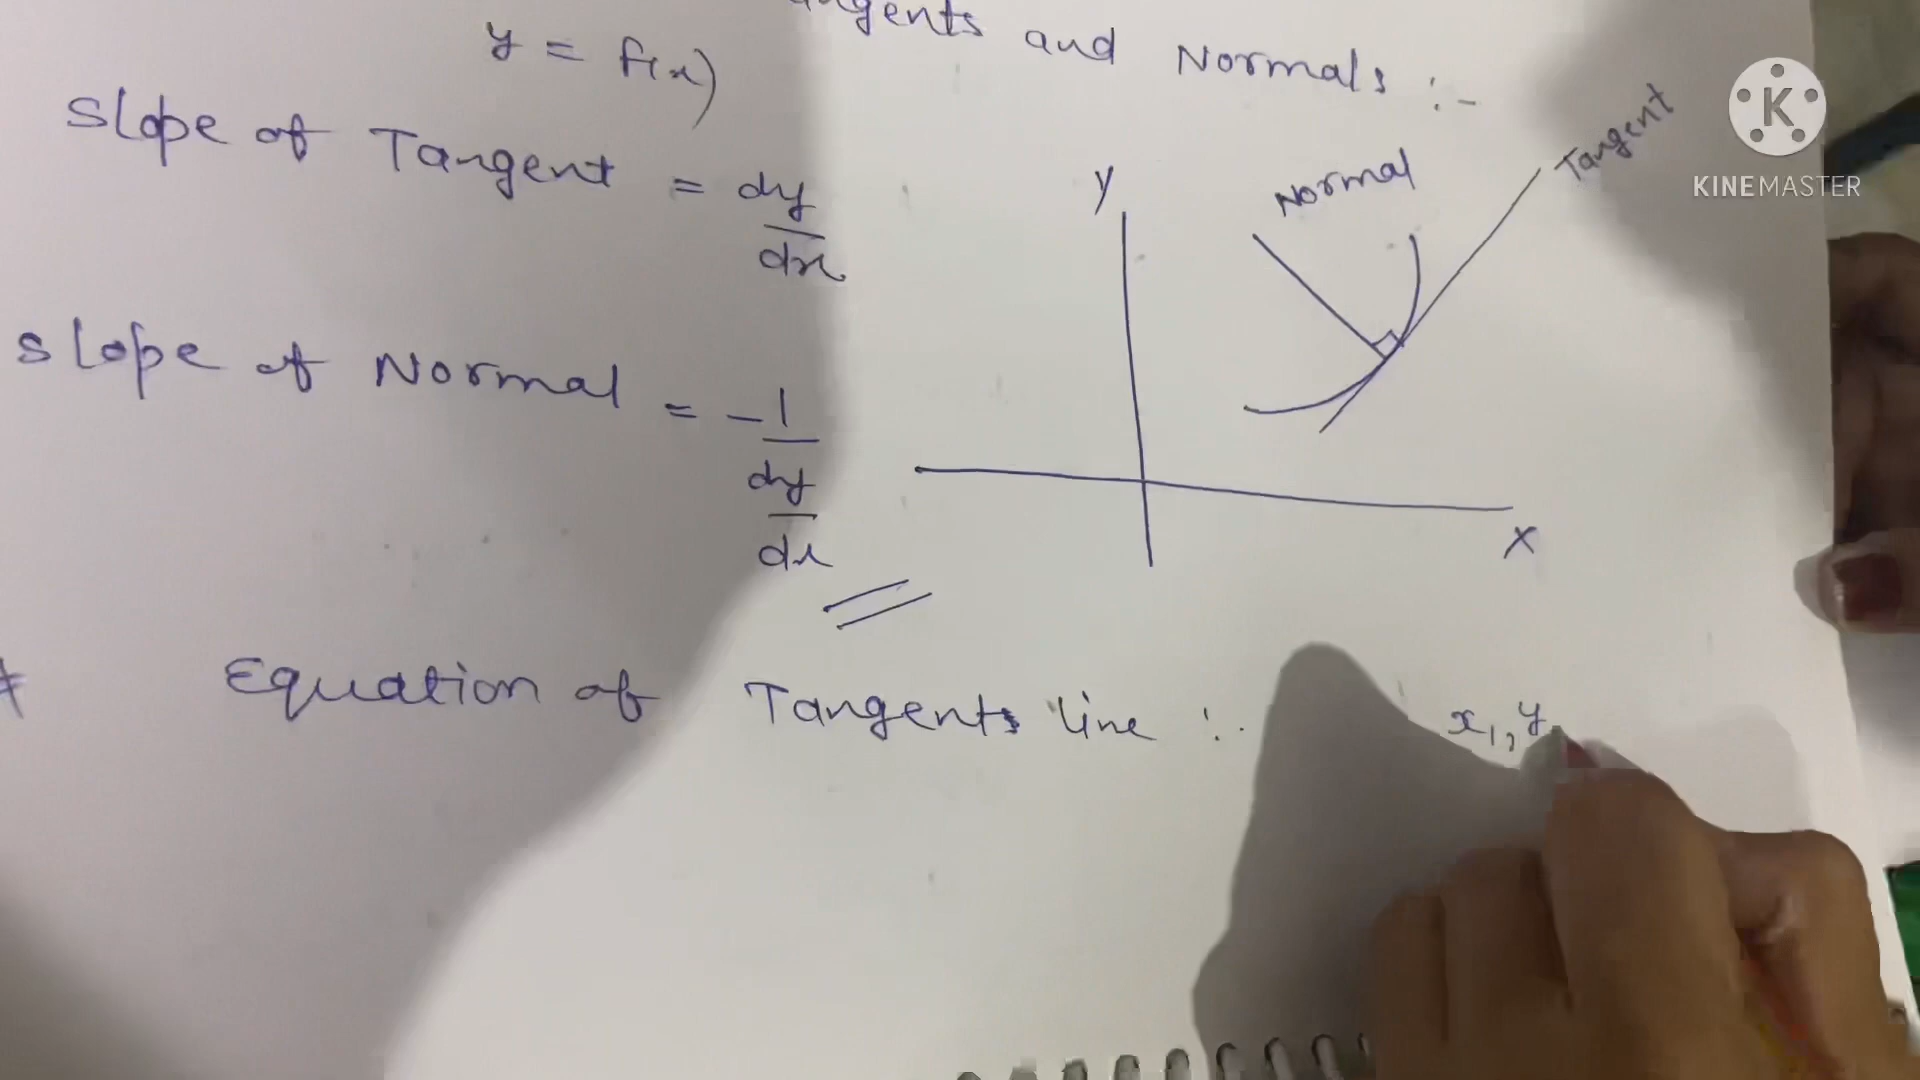 and Normals :-
y = f(x)
Slope of Tangent = dy/dx
Slope of Normal = -1/dy/dx
Y
Normal
Tangent
X
K
KINEMASTER
Equation of Tangents line :-
x1, y